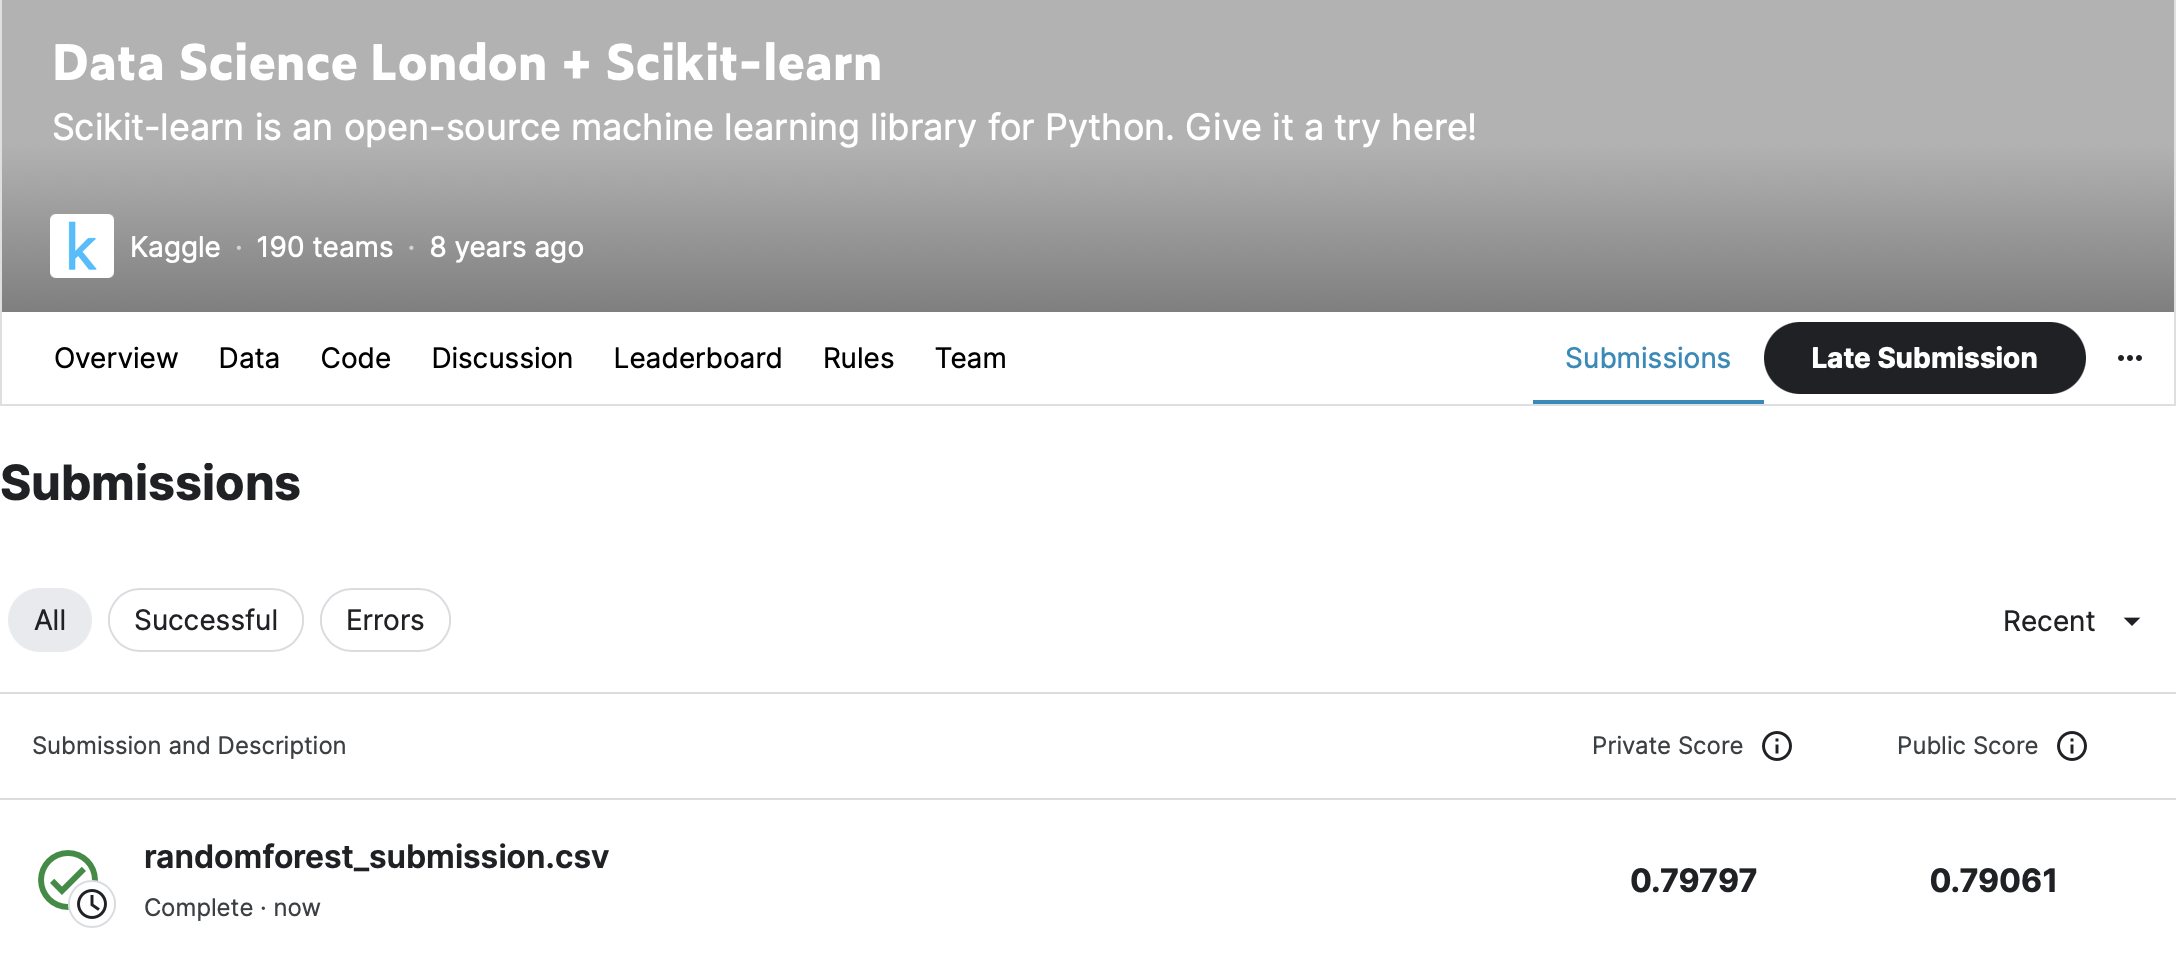 Data Science London + Scikit-learn
Scikit-learn is an open-source machine learning library for Python. Give it a try here!
k Kaggle · 190 teams · 8 years ago
Overview Data Code Discussion Leaderboard Rules Team Submissions Late Submission ···
Submissions
All Successful Errors Recent
Submission and Description Private Score Public Score
randomforest_submission.csv
0.79797 0.79061
Complete · now